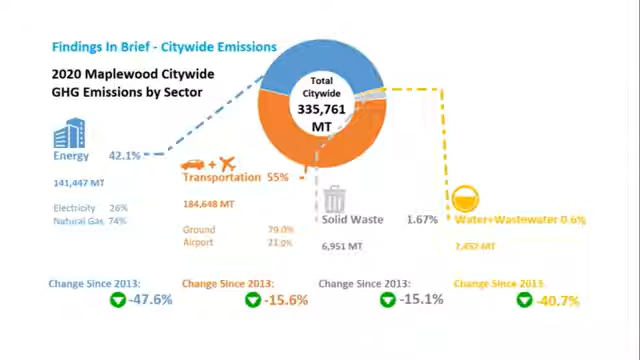 Findings In Brief - Citywide Emissions
2020 Maplewood Citywide
GHG Emissions by Sector
Total
Citywide
335,761
MT
Energy 42.1%
141,447 MT
Electricity 26%
Natural Gas 74%
Transportation 55%
184,648 MT
Ground 79.0%
Airport 21.0%
Solid Waste 1.67%
6,951 MT
Water+Wastewater 0.6%
MT
Change Since 2013:
-47.6%
Change Since 2013:
-15.6%
Change Since 2013:
-15.1%
Change Since 2013:
-40.7%